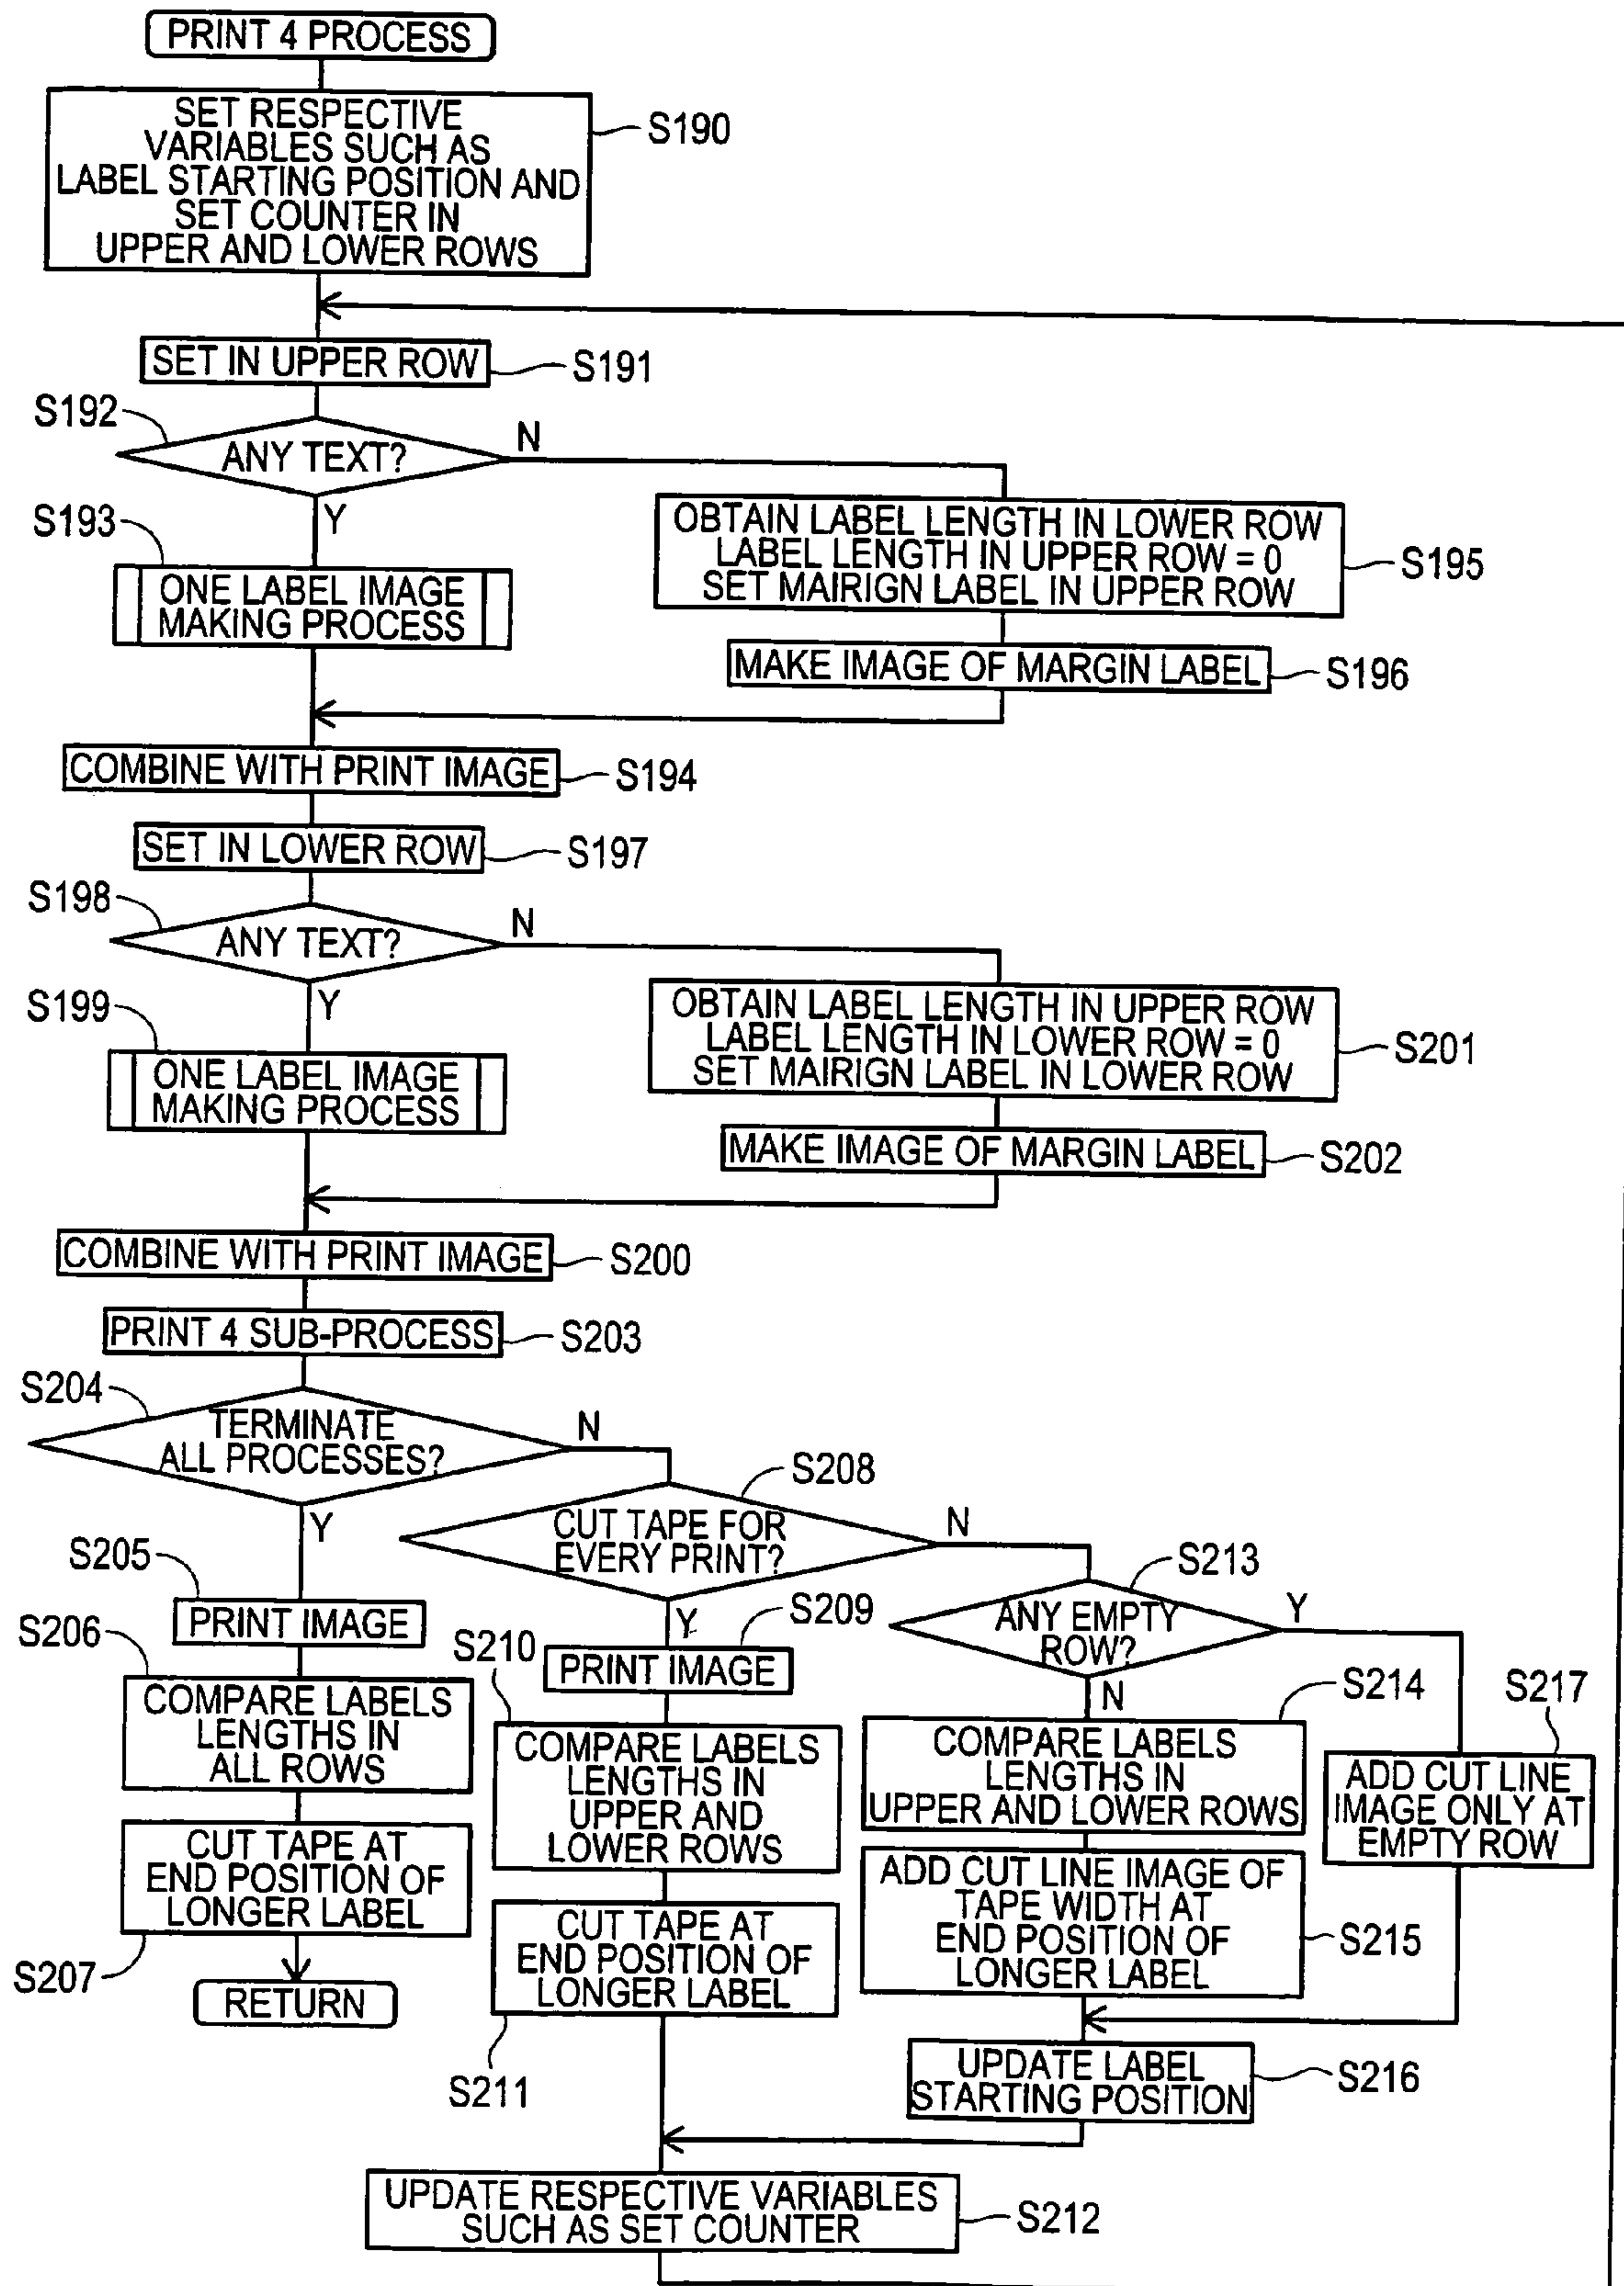 PRINT 4 PROCESS
SET RESPECTIVE
VARIABLES SUCH AS
LABEL STARTING POSITION AND
SET COUNTER IN
UPPER AND LOWER ROWS
S190
SET IN UPPER ROW
S191
S192
ANY TEXT?
N
Y
S193
ONE LABEL IMAGE
MAKING PROCESS
OBTAIN LABEL LENGTH IN LOWER ROW
LABEL LENGTH IN UPPER ROW = 0
SET MAIRIGN LABEL IN UPPER ROW
S195
MAKE IMAGE OF MARGIN LABEL
S196
COMBINE WITH PRINT IMAGE
S194
SET IN LOWER ROW
S197
S198
ANY TEXT?
N
Y
S199
ONE LABEL IMAGE
MAKING PROCESS
OBTAIN LABEL LENGTH IN UPPER ROW
LABEL LENGTH IN LOWER ROW = 0
SET MAIRIGN LABEL IN LOWER ROW
S201
MAKE IMAGE OF MARGIN LABEL
S202
COMBINE WITH PRINT IMAGE
S200
PRINT 4 SUB-PROCESS
S203
S204
TERMINATE
ALL PROCESSES?
N
Y
S205
PRINT IMAGE
S206
COMPARE LABELS
LENGTHS IN
ALL ROWS
CUT TAPE AT
END POSITION OF
LONGER LABEL
S207
RETURN
S208
CUT TAPE FOR
EVERY PRINT?
N
Y
S209
PRINT IMAGE
S210
COMPARE LABELS
LENGTHS IN
UPPER AND
LOWER ROWS
CUT TAPE AT
END POSITION OF
LONGER LABEL
S211
S213
ANY EMPTY
ROW?
Y
N
S214
COMPARE LABELS
LENGTHS IN
UPPER AND LOWER ROWS
ADD CUT LINE IMAGE OF
TAPE WIDTH AT
END POSITION OF
LONGER LABEL
S215
S217
ADD CUT LINE
IMAGE ONLY AT
EMPTY ROW
UPDATE LABEL
STARTING POSITION
S216
UPDATE RESPECTIVE VARIABLES
SUCH AS SET COUNTER
S212